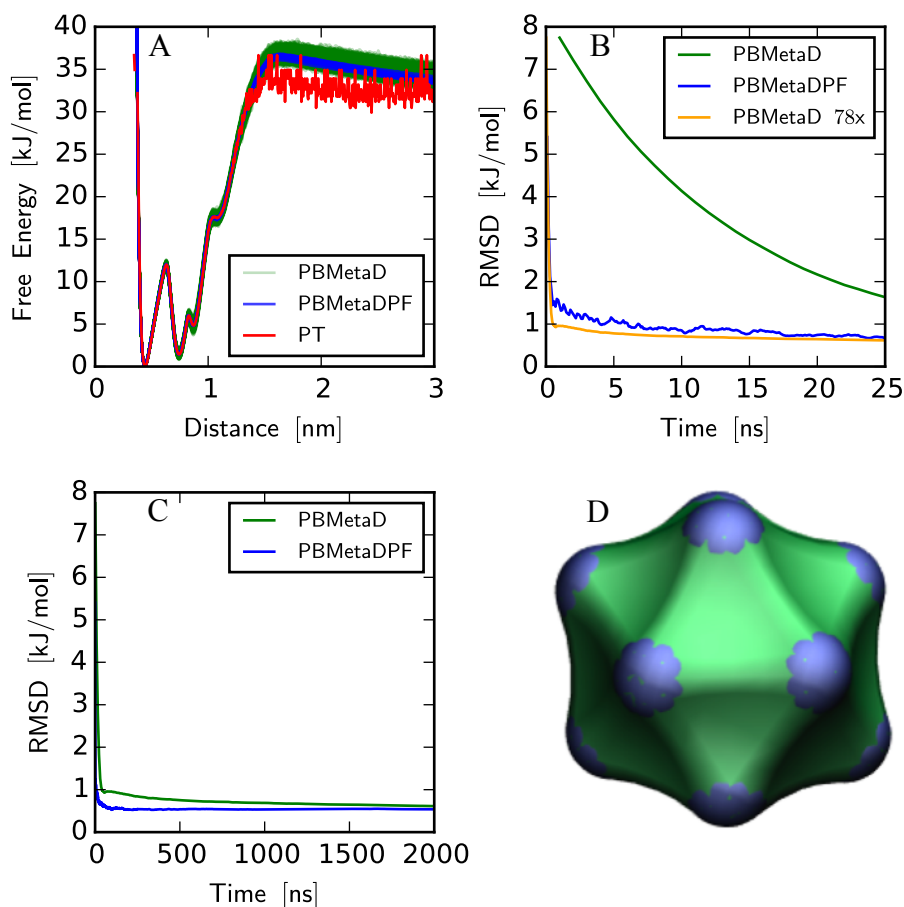 A
40
35
30
25
20
15
10
5
0
Free Energy [kJ/mol]
PBMetaD
PBMetaDPF
PT
0 1 2 3
Distance [nm]
B
8
7
6
5
4
3
2
1
0
RMSD [kJ/mol]
PBMetaD
PBMetaDPF
PBMetaD 78x
0 5 10 15 20 25
Time [ns]
C
8
7
6
5
4
3
2
1
0
RMSD [kJ/mol]
PBMetaD
PBMetaDPF
0 500 1000 1500 2000
Time [ns]
D